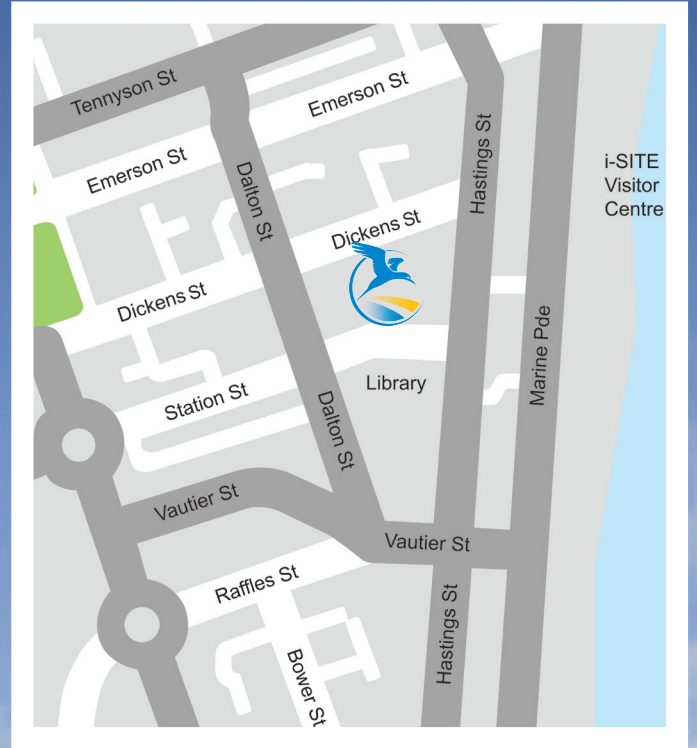 Tennyson St
Emerson St
Emerson St
Hastings St
i-SITE
Visitor
Centre
Dalton St
Dickens St
Dickens St
Marine Pde
Library
Station St
Dalton St
Vautier St
Vautier St
Raffles St
Hastings St
Bower St